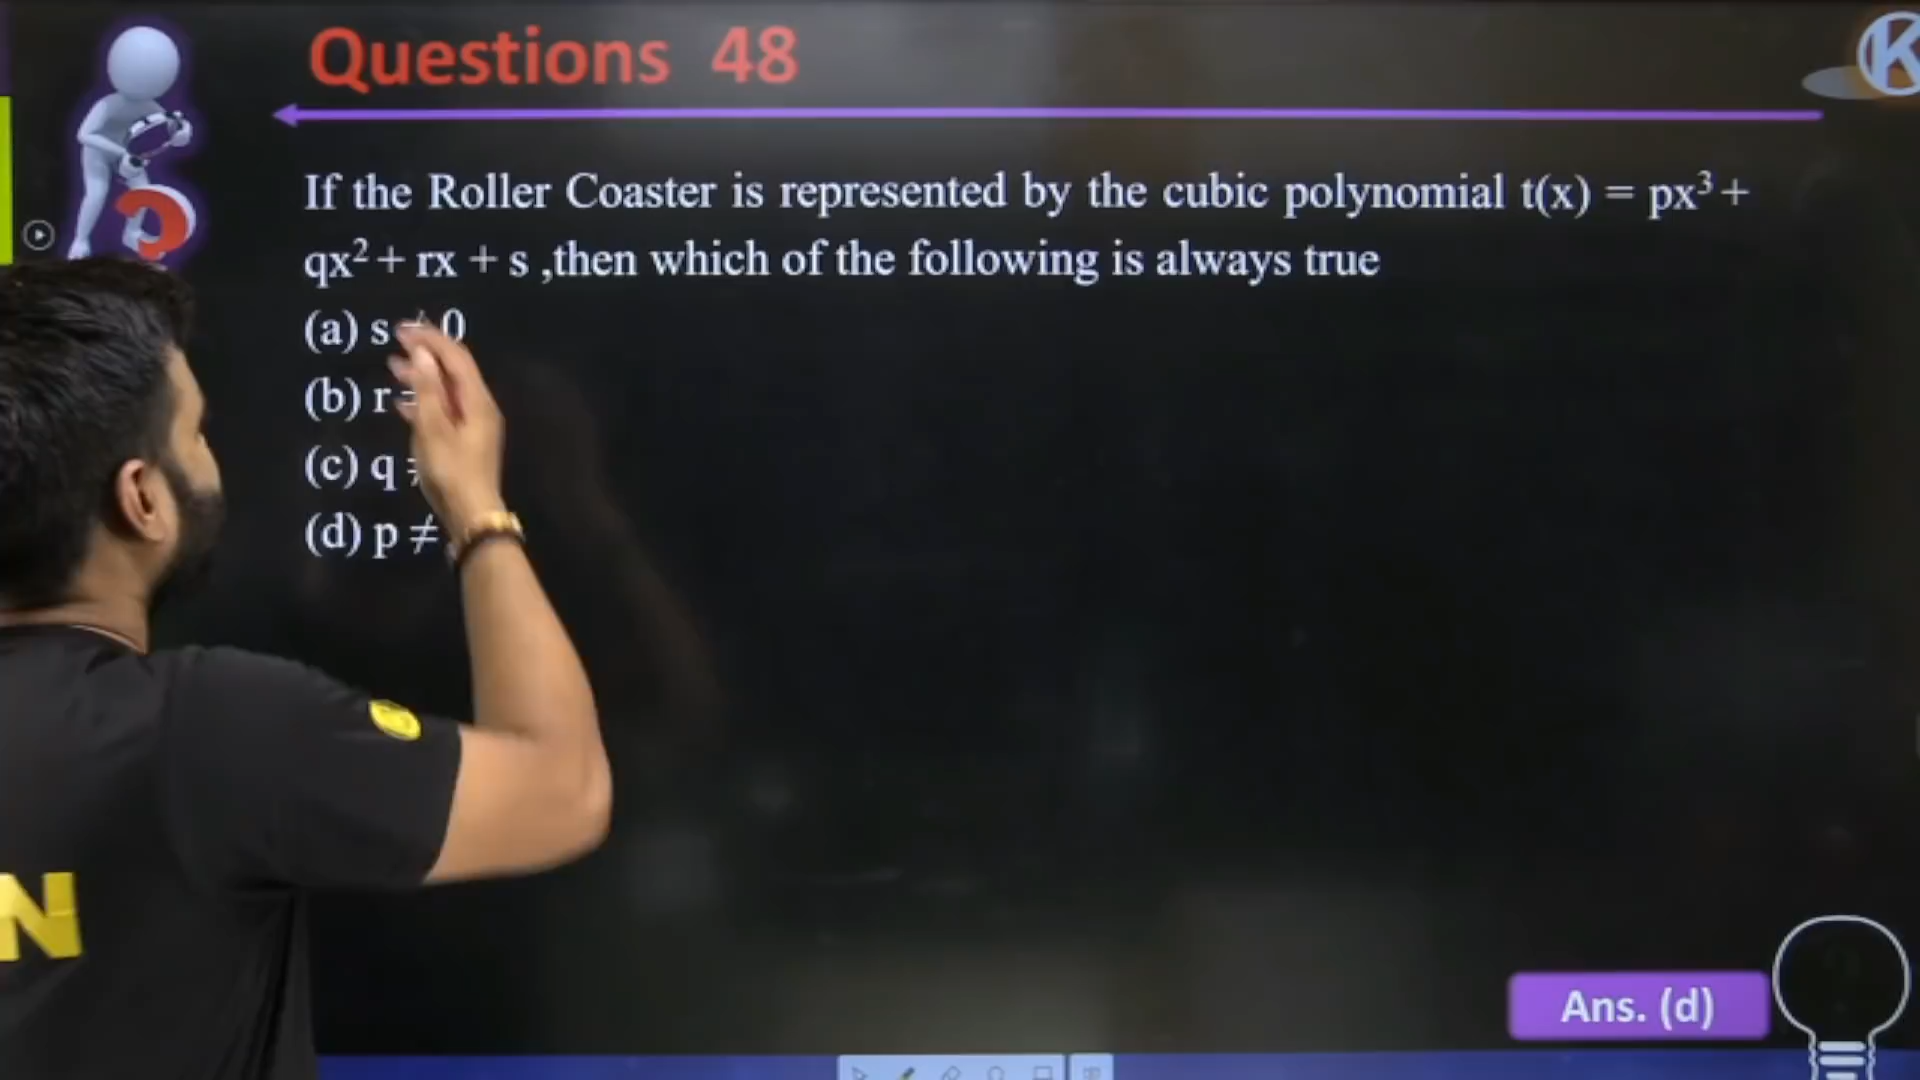 Questions 48
K
If the Roller Coaster is represented by the cubic polynomial t(x) = px³ +
qx² + rx + s ,then which of the following is always true
(a) s ≠ 0
(b) r
(c) q
(d) p ≠
N
Ans. (d)